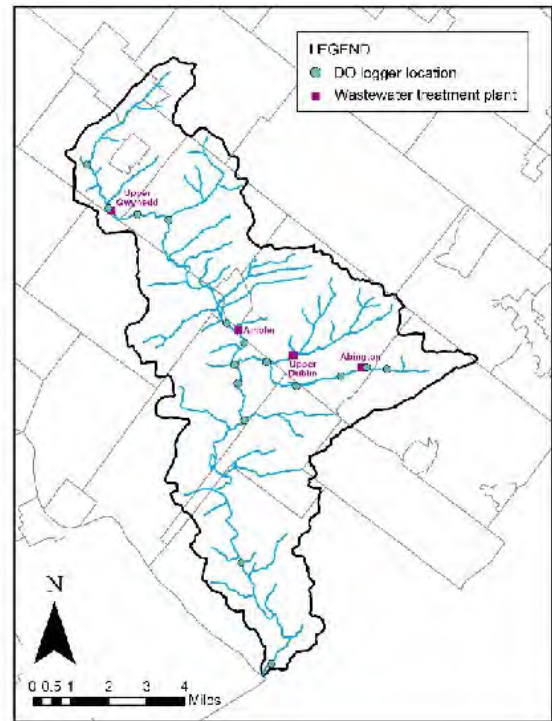 LEGEND
DO logger location
Wastewater treatment plant
Upper
Gwynedd
Ambler
Upper
Dublin
Abington
N
0 0.5 1 2 3 4
Miles